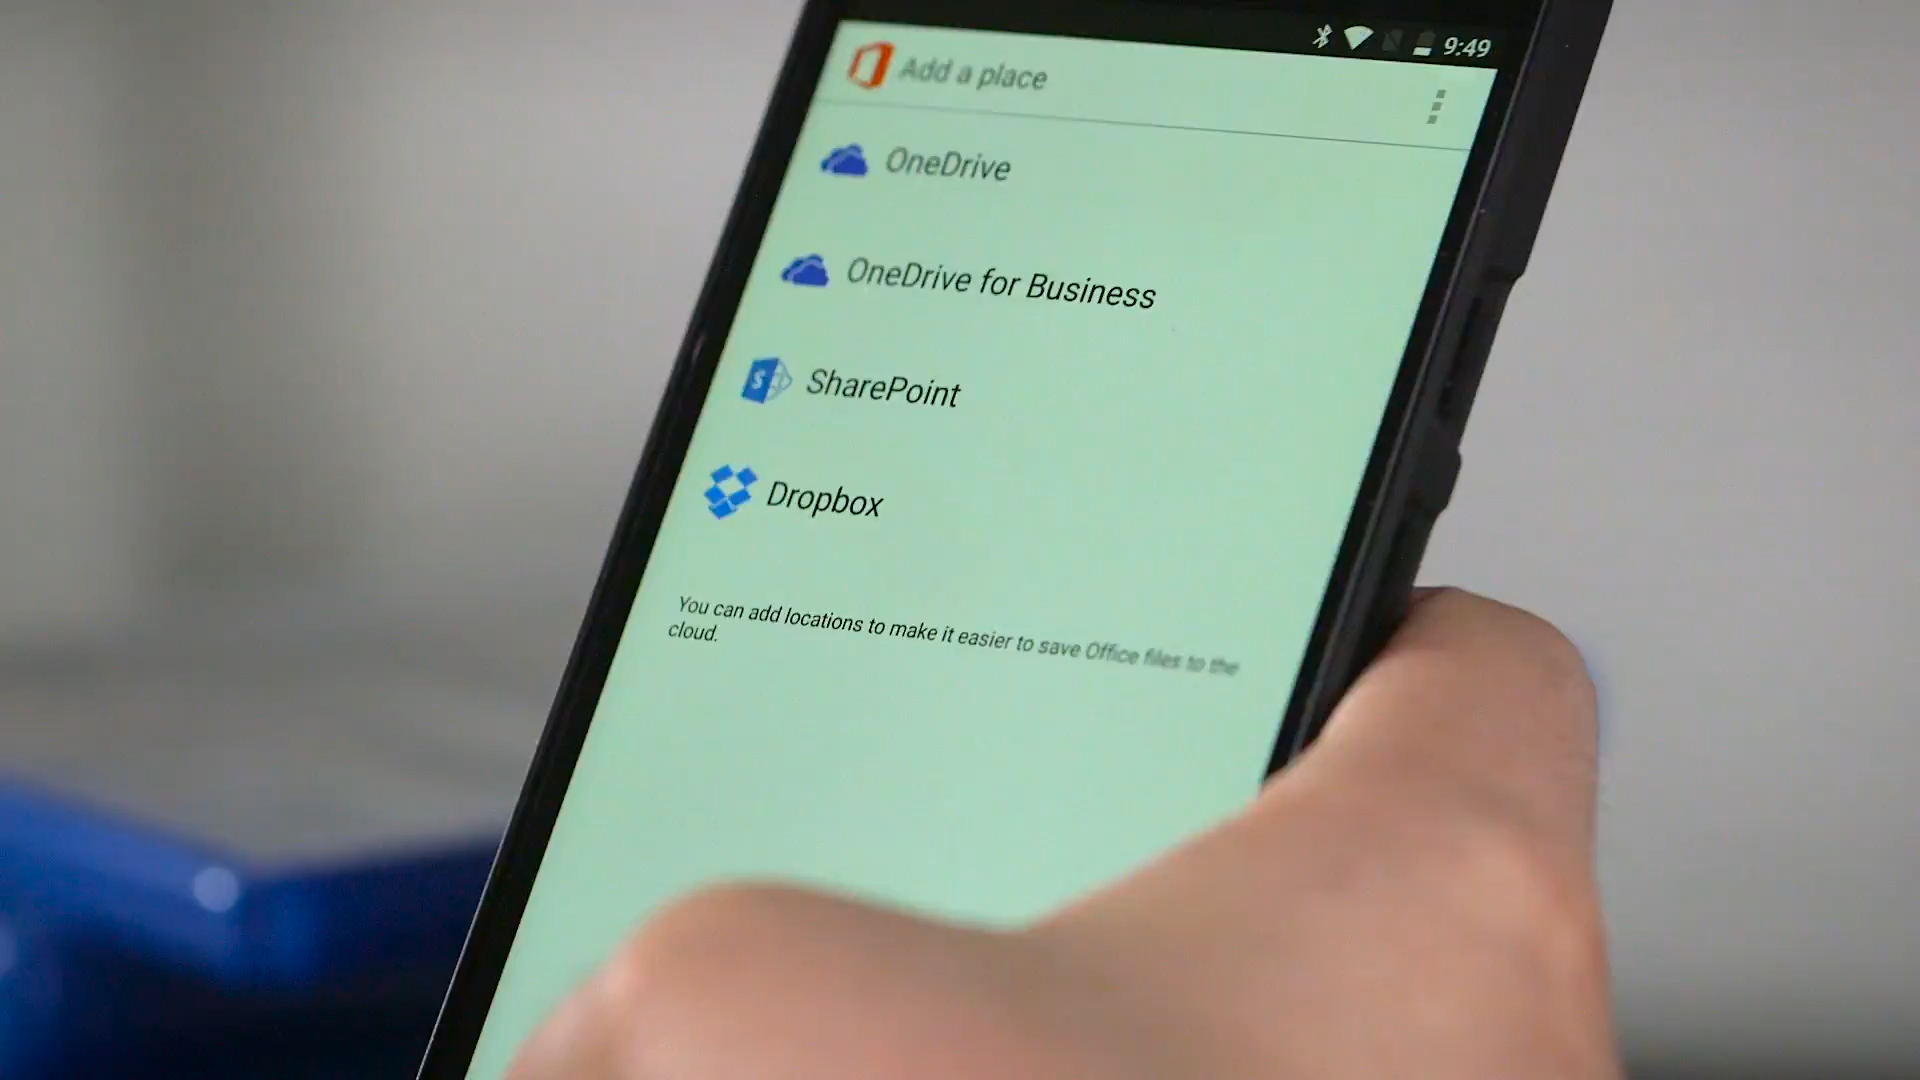 9:49
Add a place
OneDrive
OneDrive for Business
SharePoint
Dropbox
You can add locations to make it easier to save Office files to the
cloud.